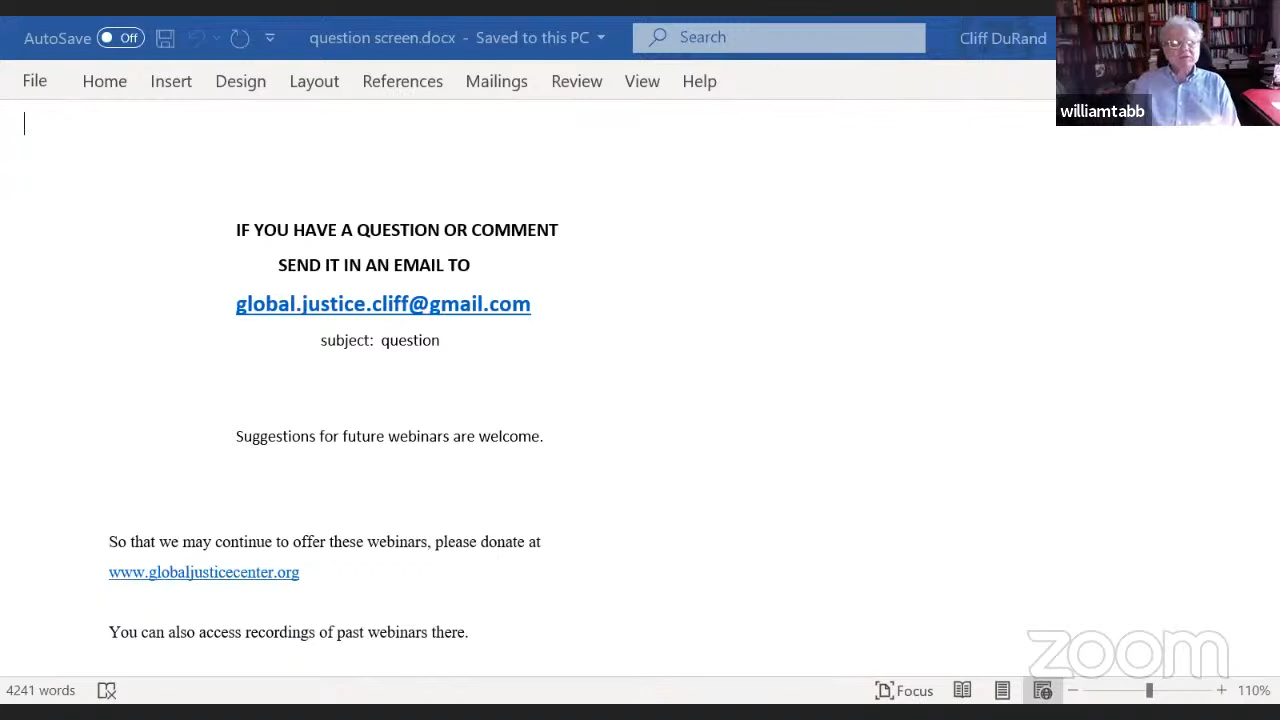 AutoSave Off question screen.docx - Saved to this PC Search Cliff DuRand
File Home Insert Design Layout References Mailings Review View Help
williamtabb
IF YOU HAVE A QUESTION OR COMMENT
SEND IT IN AN EMAIL TO
global.justice.cliff@gmail.com
subject: question
Suggestions for future webinars are welcome.
So that we may continue to offer these webinars, please donate at
www.globaljusticecenter.org
You can also access recordings of past webinars there.
zoom
4241 words Focus 110%